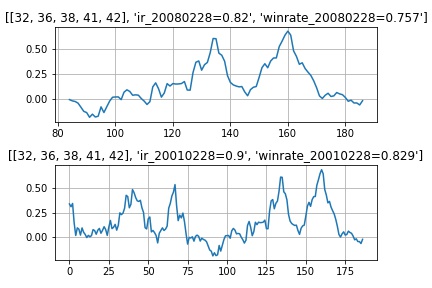 [[32, 36, 38, 41, 42], 'ir_20080228=0.82', 'winrate_20080228=0.757']
0.50
0.25
0.00
80 100 120 140 160 180
[[32, 36, 38, 41, 42], 'ir_20010228=0.9', 'winrate_20010228=0.829']
0.50
0.25
0.00
0 25 50 75 100 125 150 175